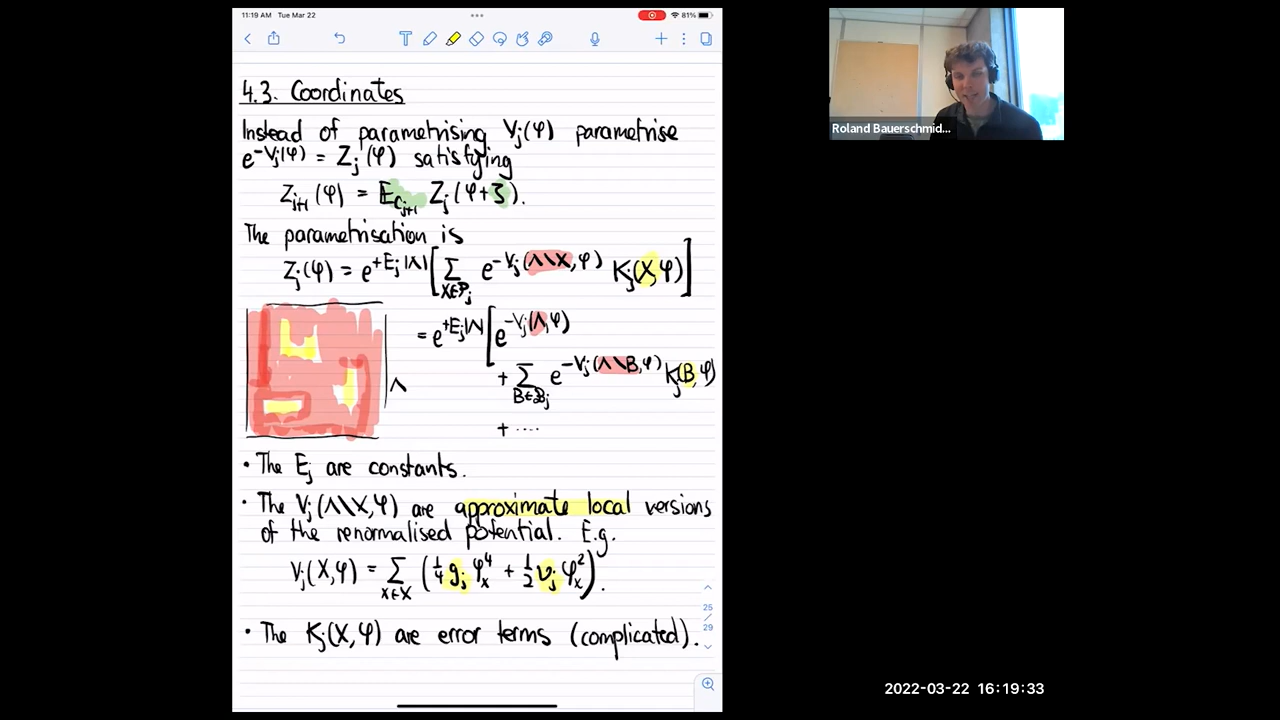 11:19 AM Tue Mar 22
81%
4.3. Coordinates
Instead of parametrising V_j(φ) parametrise
e^{-V_j(φ)} = Z_j(φ) satisfying
Z_{j+1}(φ) = E_{C_{j+1}} Z_j(φ+ζ).
The parametrisation is
Z_j(φ) = e^{+E_j|Λ|} [ ∑_{X∈P_j} e^{-V_j(Λ\X,φ)} K_j(X,φ) ]
= e^{+E_j|Λ|} [ e^{-V_j(Λ,φ)}
+ ∑_{B∈B_j} e^{-V_j(Λ\B,φ)} K_j(B,φ)
Λ
+ ....
• The E_j are constants.
• The V_j(Λ\X,φ) are approximate local versions
of the renormalised potential. E.g.
V_j(X,φ) = ∑_{x∈X} (1/4 g_j φ_x^4 + 1/2 ν_j φ_x^2).
• The K_j(X,φ) are error terms (complicated).
25
/
29
Roland Bauerschmid...
2022-03-22 16:19:33